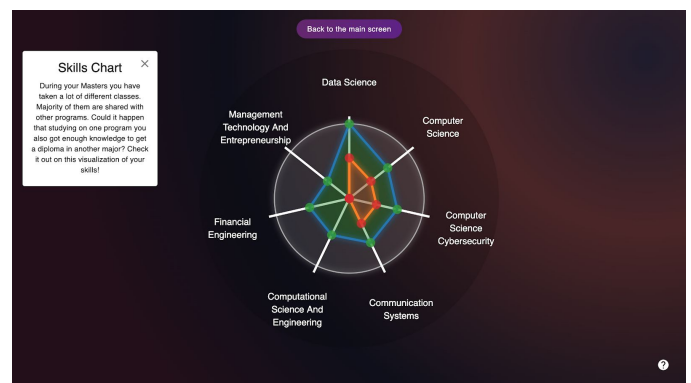 Back to the main screen
Skills Chart
During your Masters you have
taken a lot of different classes.
Majority of them are shared with
other programs. Could it happen
that studying on one program you
also got enough knowledge to get
a diploma in another major? Check
it out on this visualization of your
skills!
Data Science
Computer
Science
Computer
Science
Cybersecurity
Communication
Systems
Computational
Science And
Engineering
Financial
Engineering
Management
Technology And
Entrepreneurship
?